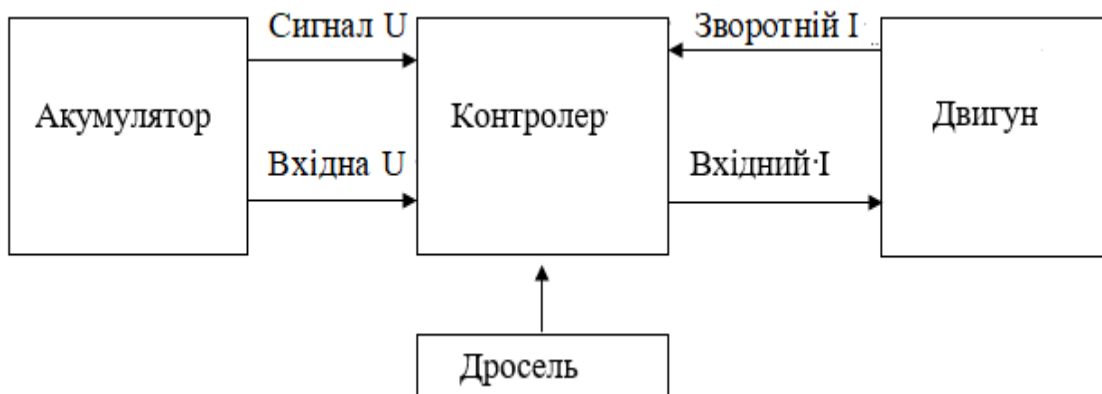 Сигнал U
Зворотній I
Акумулятор
Контролер
Двигун
Вхідна U
Вхідний I
Дросель